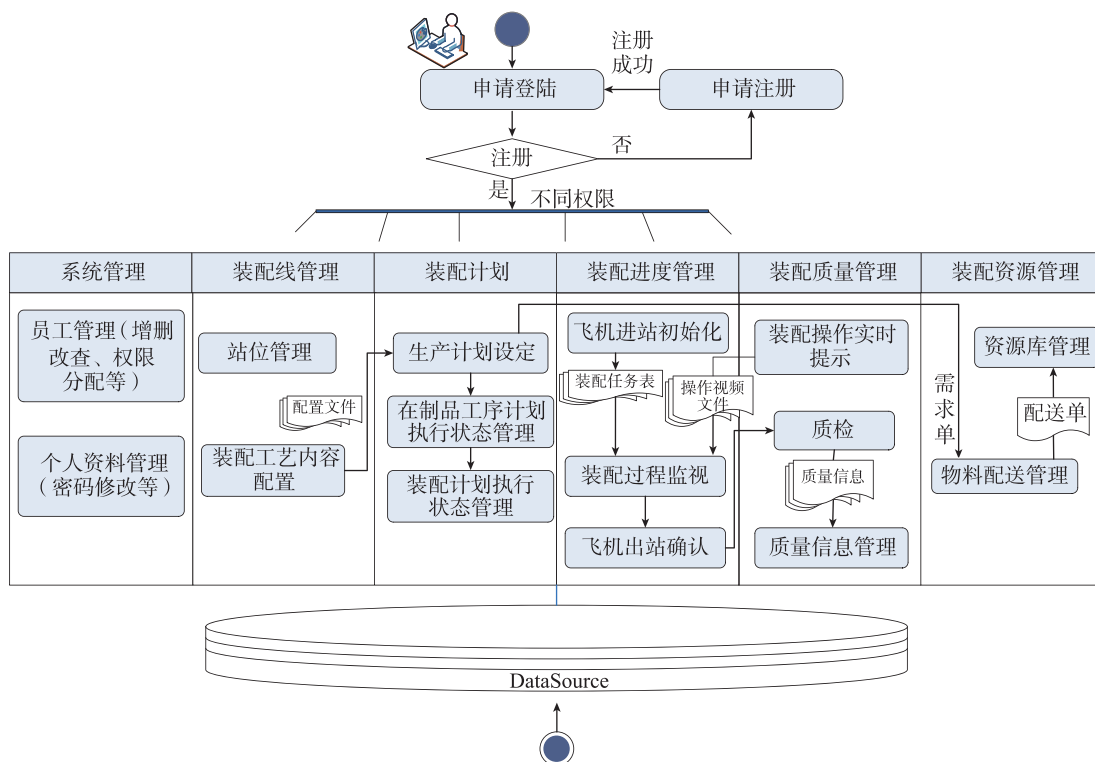 注册
成功
申请登陆
申请注册
注册
否
是
不同权限
系统管理
装配线管理
装配计划
装配进度管理
装配质量管理
装配资源管理
员工管理（增删
改查、权限
分配等）
个人资料管理
（密码修改等）
站位管理
配置文件
装配工艺内容
配置
生产计划设定
在制品工序计划
执行状态管理
装配计划执行
状态管理
飞机进站初始化
装配任务表
操作视频
文件
装配过程监视
飞机出站确认
装配操作实时
提示
质检
质量信息
质量信息管理
需
求
单
资源库管理
配送单
物料配送管理
DataSource